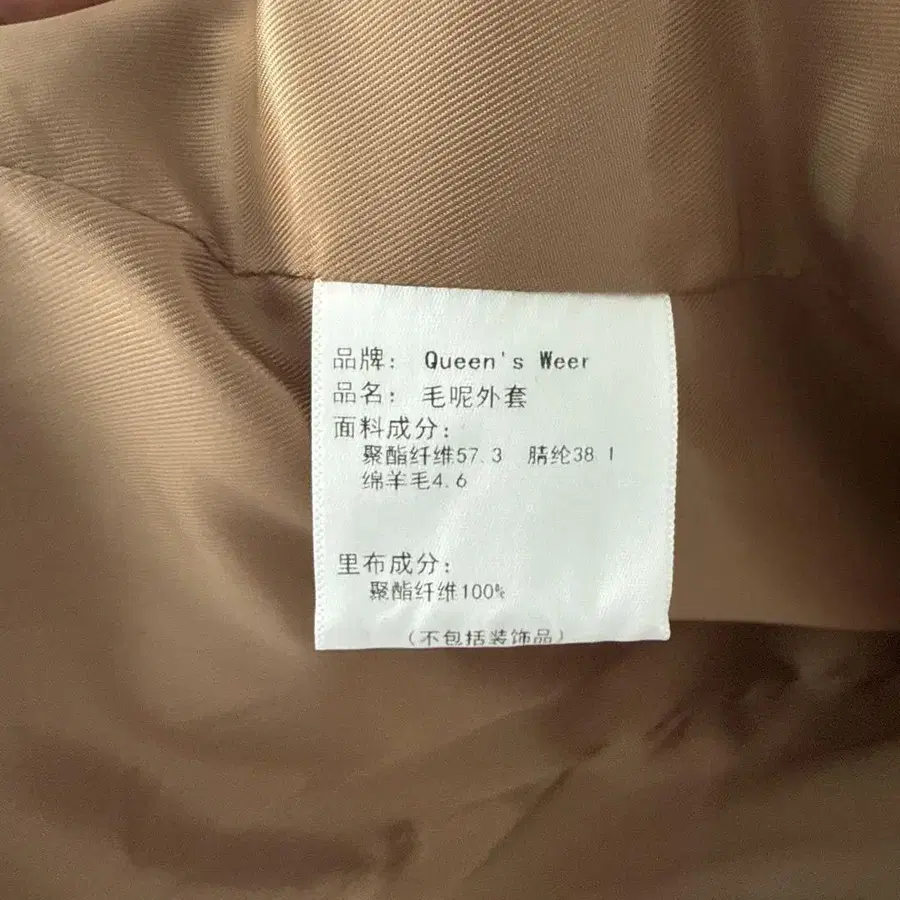 品牌: Queen's Weer
品名: 毛呢外套
面料成分:
聚酯纤维57.3 腈纶38.1
绵羊毛4.6
里布成分:
聚酯纤维100%
(不包括装饰品)